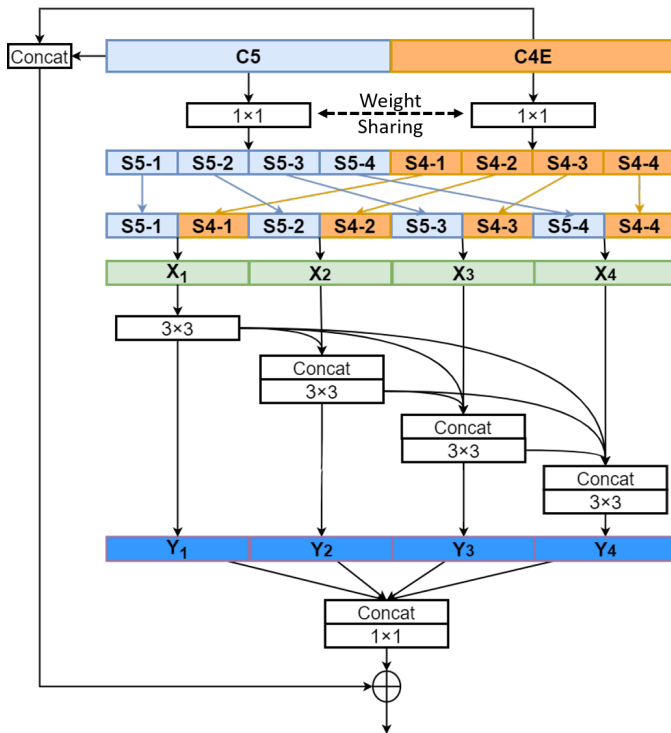 Concat
C5 C4E
1×1 Weight Sharing 1×1
S5-1 S5-2 S5-3 S5-4 S4-1 S4-2 S4-3 S4-4
S5-1 S4-1 S5-2 S4-2 S5-3 S4-3 S5-4 S4-4
X1 X2 X3 X4
3×3
Concat
3×3
Concat
3×3
Concat
3×3
Y1 Y2 Y3 Y4
Concat
1×1